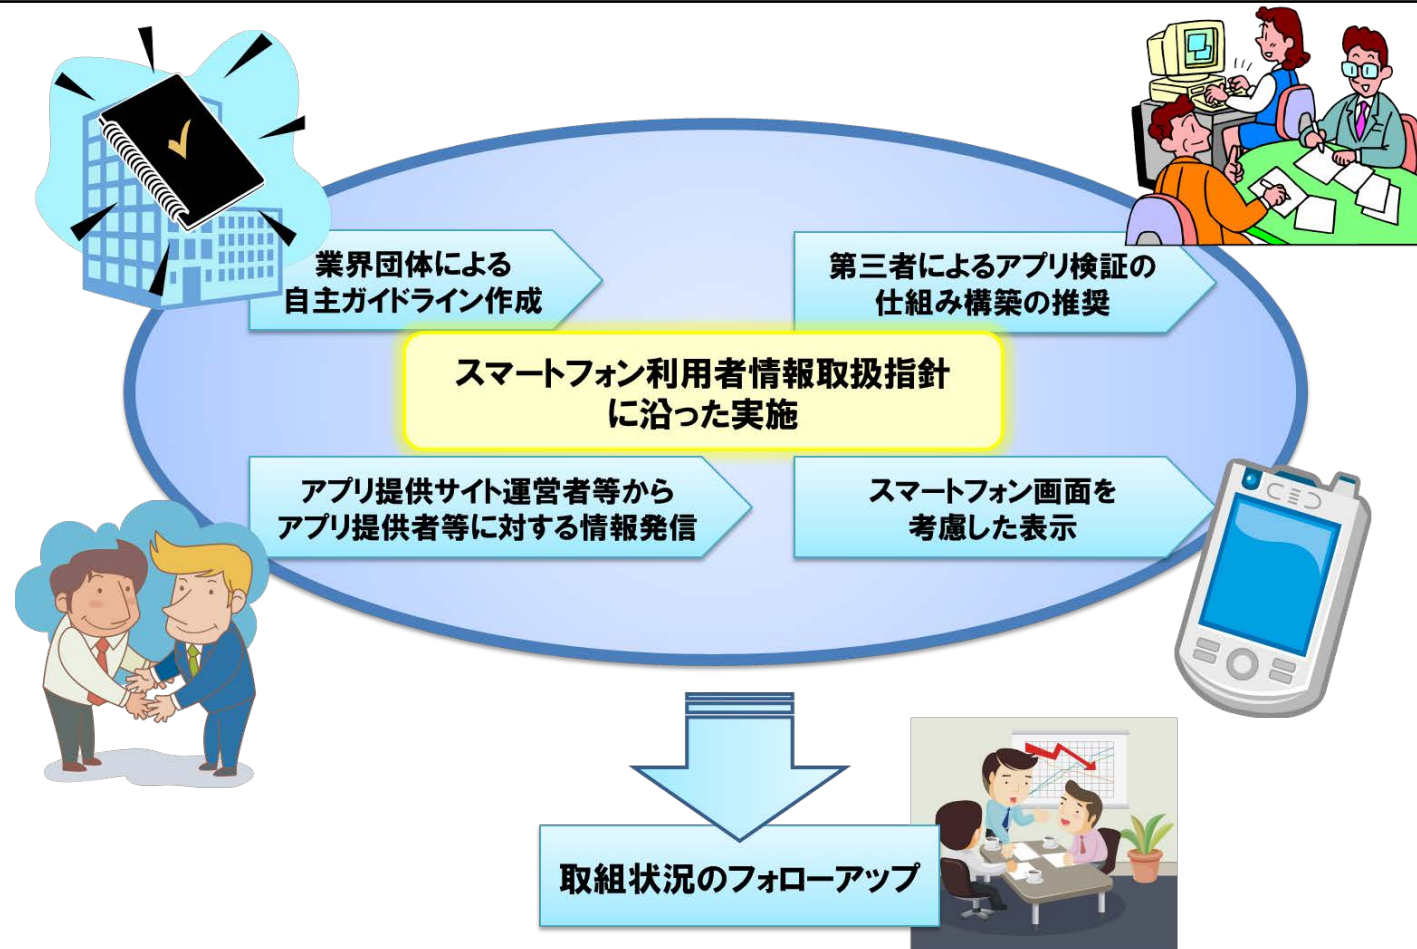 業界団体による
自主ガイドライン作成
第三者によるアプリ検証の
仕組み構築の推奨
スマートフォン利用者情報取扱指針
に沿った実施
アプリ提供サイト運営者等から
アプリ提供者等に対する情報発信
スマートフォン画面を
考慮した表示
取組状況のフォローアップ